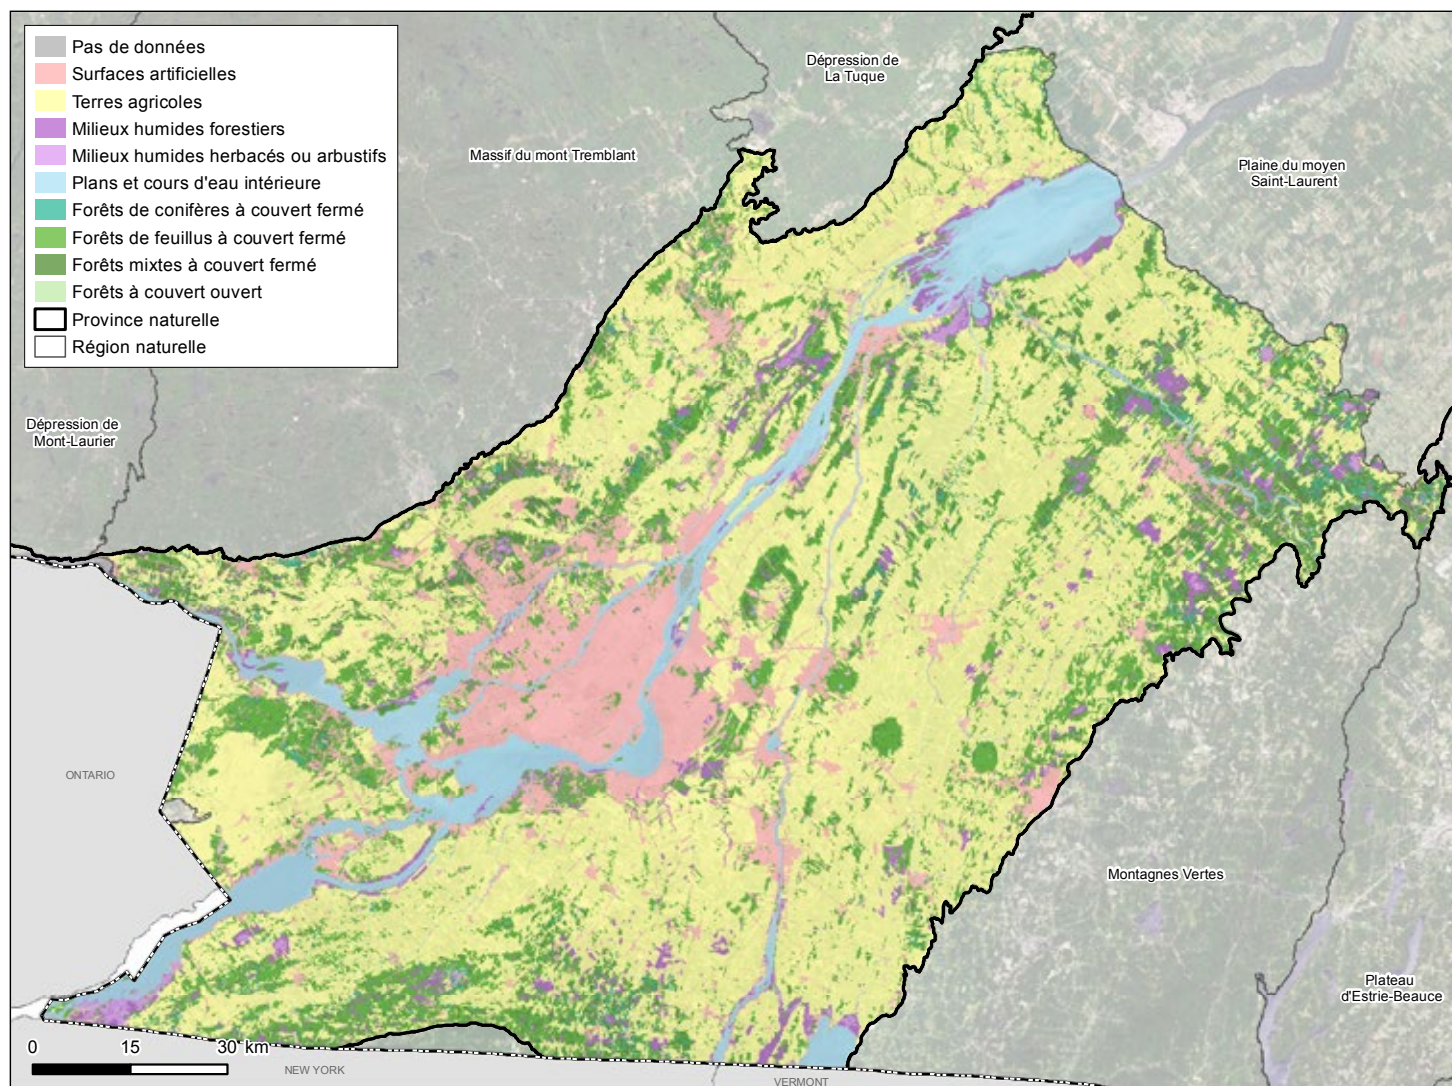 Pas de données
Surfaces artificielles
Terres agricoles
Milieux humides forestiers
Milieux humides herbacés ou arbustifs
Plans et cours d'eau intérieure
Forêts de conifères à couvert fermé
Forêts de feuillus à couvert fermé
Forêts mixtes à couvert fermé
Forêts à couvert ouvert
Province naturelle
Région naturelle
Dépression de
La Tuque
Massif du mont Tremblant
Plaine du moyen
Saint-Laurent
Dépression de
Mont-Laurier
ONTARIO
Montagnes Vertes
Plateau
d'Estrie-Beauce
0 15 30 km
NEW YORK
VERMONT